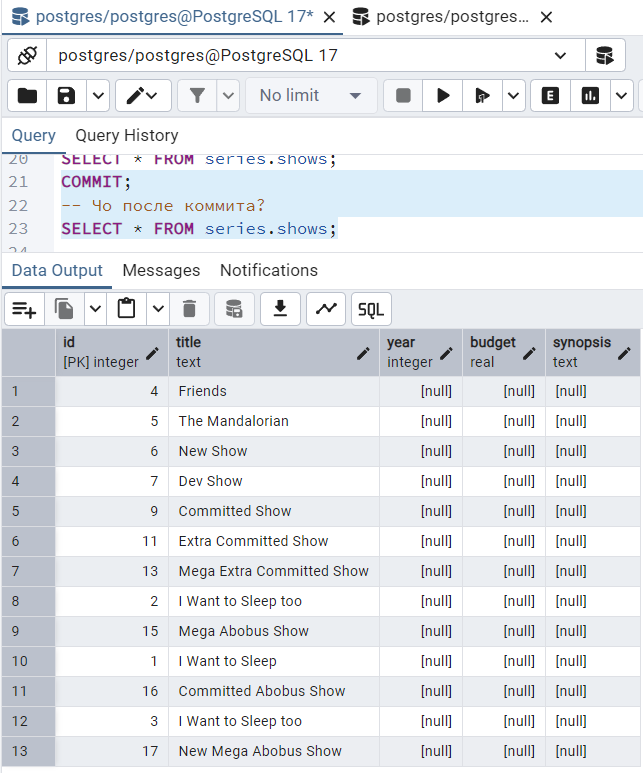 postgres/postgres@PostgreSQL 17*
postgres/postgres...
postgres/postgres@PostgreSQL 17
No limit
E
Query Query History
20 SELECT * FROM series.shows;
21 COMMIT;
22 -- Чо после коммита?
23 SELECT * FROM series.shows;
24
Data Output Messages Notifications
SQL
id title year budget synopsis
[PK] integer text integer real text
1 4 Friends [null] [null] [null]
2 5 The Mandalorian [null] [null] [null]
3 6 New Show [null] [null] [null]
4 7 Dev Show [null] [null] [null]
5 9 Committed Show [null] [null] [null]
6 11 Extra Committed Show [null] [null] [null]
7 13 Mega Extra Committed Show [null] [null] [null]
8 2 I Want to Sleep too [null] [null] [null]
9 15 Mega Abobus Show [null] [null] [null]
10 1 I Want to Sleep [null] [null] [null]
11 16 Committed Abobus Show [null] [null] [null]
12 3 I Want to Sleep too [null] [null] [null]
13 17 New Mega Abobus Show [null] [null] [null]